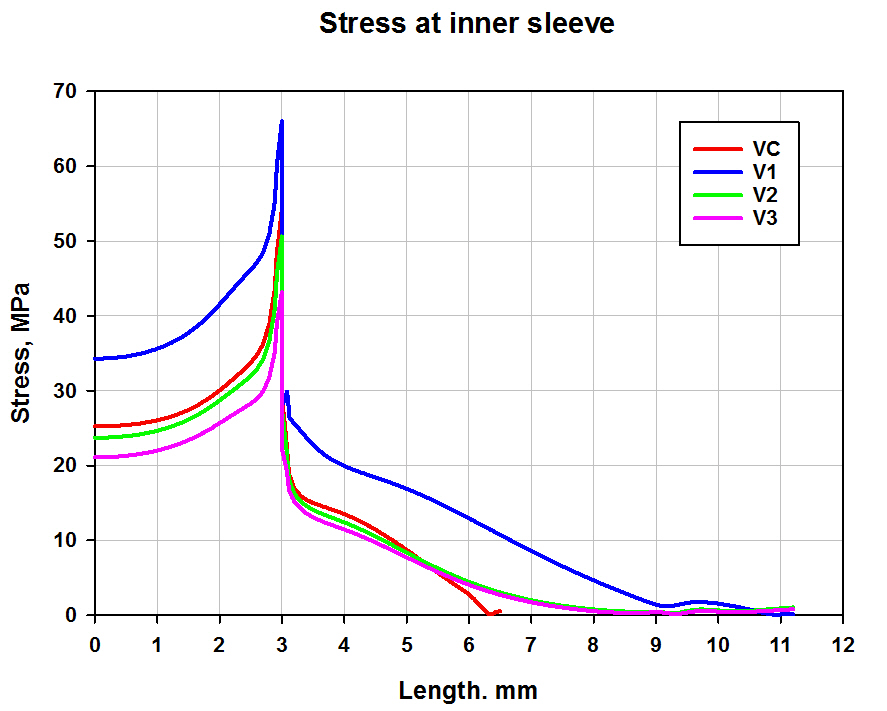 Stress at inner sleeve
70
60
50
40
30
20
10
0
Stress, MPa
VC
V1
V2
V3
0 1 2 3 4 5 6 7 8 9 10 11 12
Length. mm